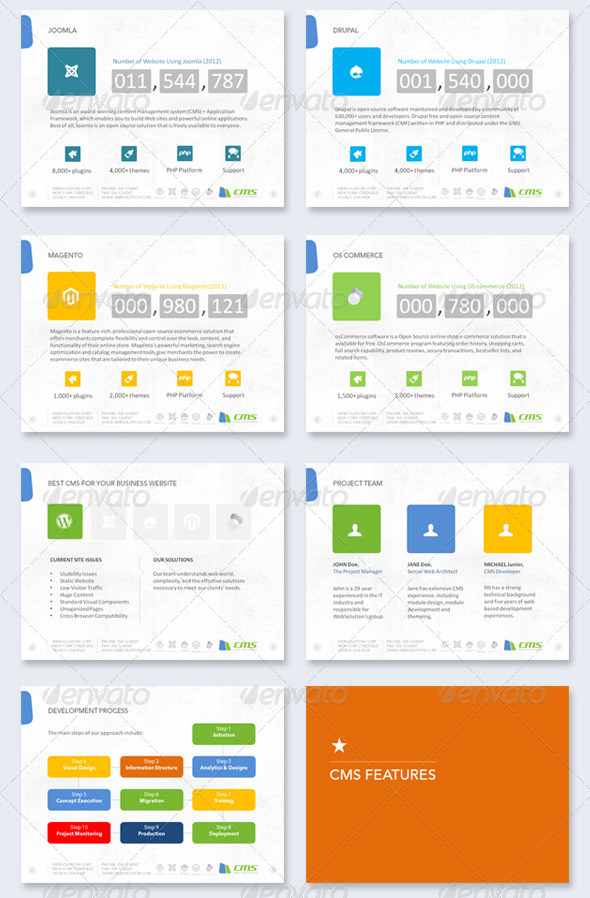 JOOMLA
Number of Website Using Joomla (2012)
011,544,787
Joomla is an award-winning content management system (CMS) + Application
Framework, which enables you to build Web sites and powerful online applications.
Best of all, Joomla is an open source solution that is freely available to everyone.
8,000+ plugins 4,000+ themes PHP Platform Support
CMS
DRUPAL
Number of Website Using Drupal (2012)
001,540,000
Drupal is open source software maintained and developed by a community of
630,000+ users and developers. Drupal free and open-source content
management framework (CMF) written in PHP and distributed under the GNU
General Public License.
4,000+ plugins 4,000+ themes PHP Platform Support
CMS
MAGENTO
Number of Website Using Magento (2012)
000,980,121
Magento is a feature-rich, professional open source ecommerce solution that
offers merchants complete flexibility and control over the look, content, and
functionality of their online store. Magento's powerful marketing, search engine
optimization and catalog-management tools give merchants the power to create
ecommerce sites that are tailored to their unique business needs.
1,000+ plugins 2,000+ themes PHP Platform Support
CMS
OS COMMERCE
Number of Website Using OS commerce (2012)
000,780,000
osCommerce software is a Open Source online shop e-commerce solution that is
available for free. OsCommerce program featuring order history, shopping carts,
full search capability, product reviews, secure transactions, bestseller lists, and
related items.
1,500+ plugins 3,000+ themes PHP Platform Support
CMS
BEST CMS FOR YOUR BUSINESS WEBSITE
CURRENT SITE ISSUES
• Usability Issues
• Static Website
• Low Visitor Traffic
• Huge Content
• Standard Visual Components
• Unoganized Pages
• Cross Browser Compatibility
OUR SOLUTIONS
Our team understands web world,
complexity, and the effective solutions
necessary to meet our clients' needs.
CMS
PROJECT TEAM
JOHN Doe,
The Project Manager
John is a 29 year
experienced in the IT
industry and
responsible for
WebSolution's group.
JANE Doe,
Senior Web Architect
Jane has extensive CMS
experience, including
module design, module
development and
themeing.
MICHAEL Junior,
CMS Developer
MJ has a strong
technical background
and five years of web-
based development
experiences.
CMS
DEVELOPMENT PROCESS
The main steps of our approach include:
Step 1
Initiation
Step 4
Visual Design
Step 3
Information Structure
Step 2
Analytics & Designs
Step 5
Concept Execution
Step 6
Migration
Step 7
Training
Step 10
Project Monitoring
Step 9
Production
Step 8
Deployment
CMS
CMS FEATURES
envato